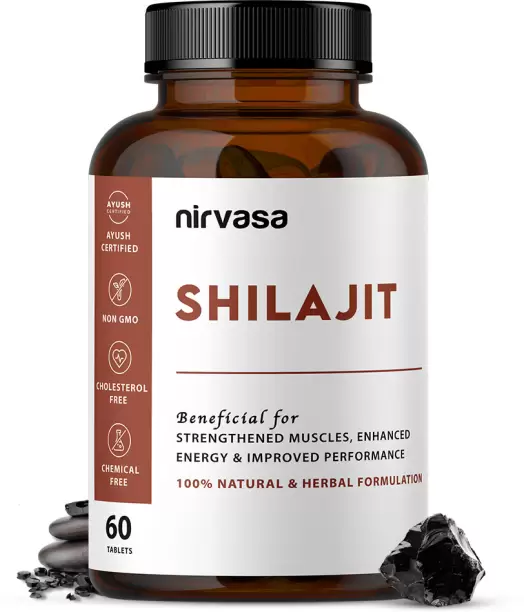 nirvasa
SHILAJIT
Beneficial for
STRENGTHENED MUSCLES, ENHANCED
ENERGY & IMPROVED PERFORMANCE
100% NATURAL & HERBAL FORMULATION
AYUSH
CERTIFIED
AYUSH
CERTIFIED
NON GMO
CHOLESTEROL
FREE
CHEMICAL
FREE
60
TABLETS